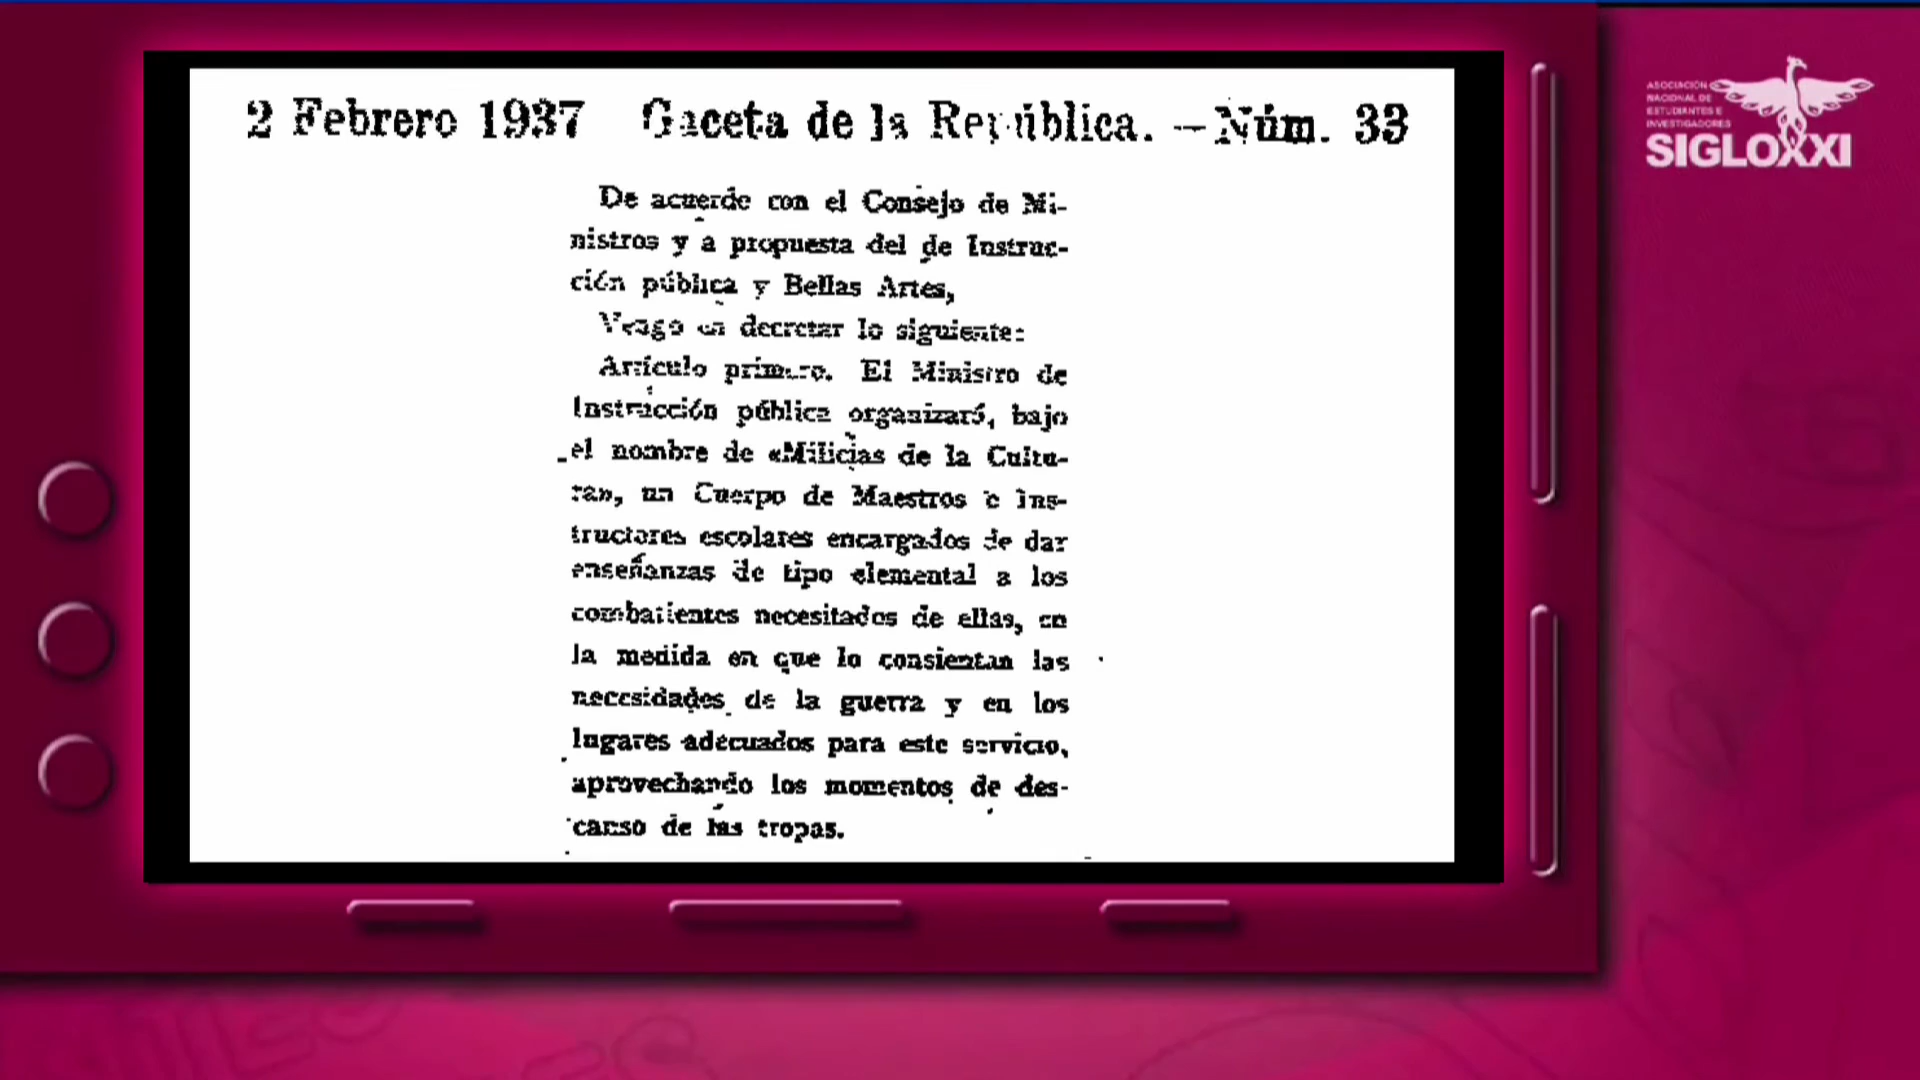 2 Febrero 1937 Gaceta de la República. — Núm. 33
De acuerdo con el Consejo de Mi-
nistros y a propuesta del de Instruc-
ción pública y Bellas Artes,
Vengo en decretar lo siguiente:
Artículo primero. El Ministro de
Instrucción pública organizará, bajo
el nombre de «Milicias de la Cultu-
ra», un Cuerpo de Maestros e Ins-
tructores escolares encargados de dar
enseñanzas de tipo elemental a los
combatientes necesitados de ellas, en
la medida en que lo consientan las
necesidades de la guerra y en los
lugares adecuados para este servicio,
aprovechando los momentos de des-
canso de las tropas.
ASOCIACIÓN
NACIONAL DE
ESTUDIANTES E
INVESTIGADORES
SIGLOXXI